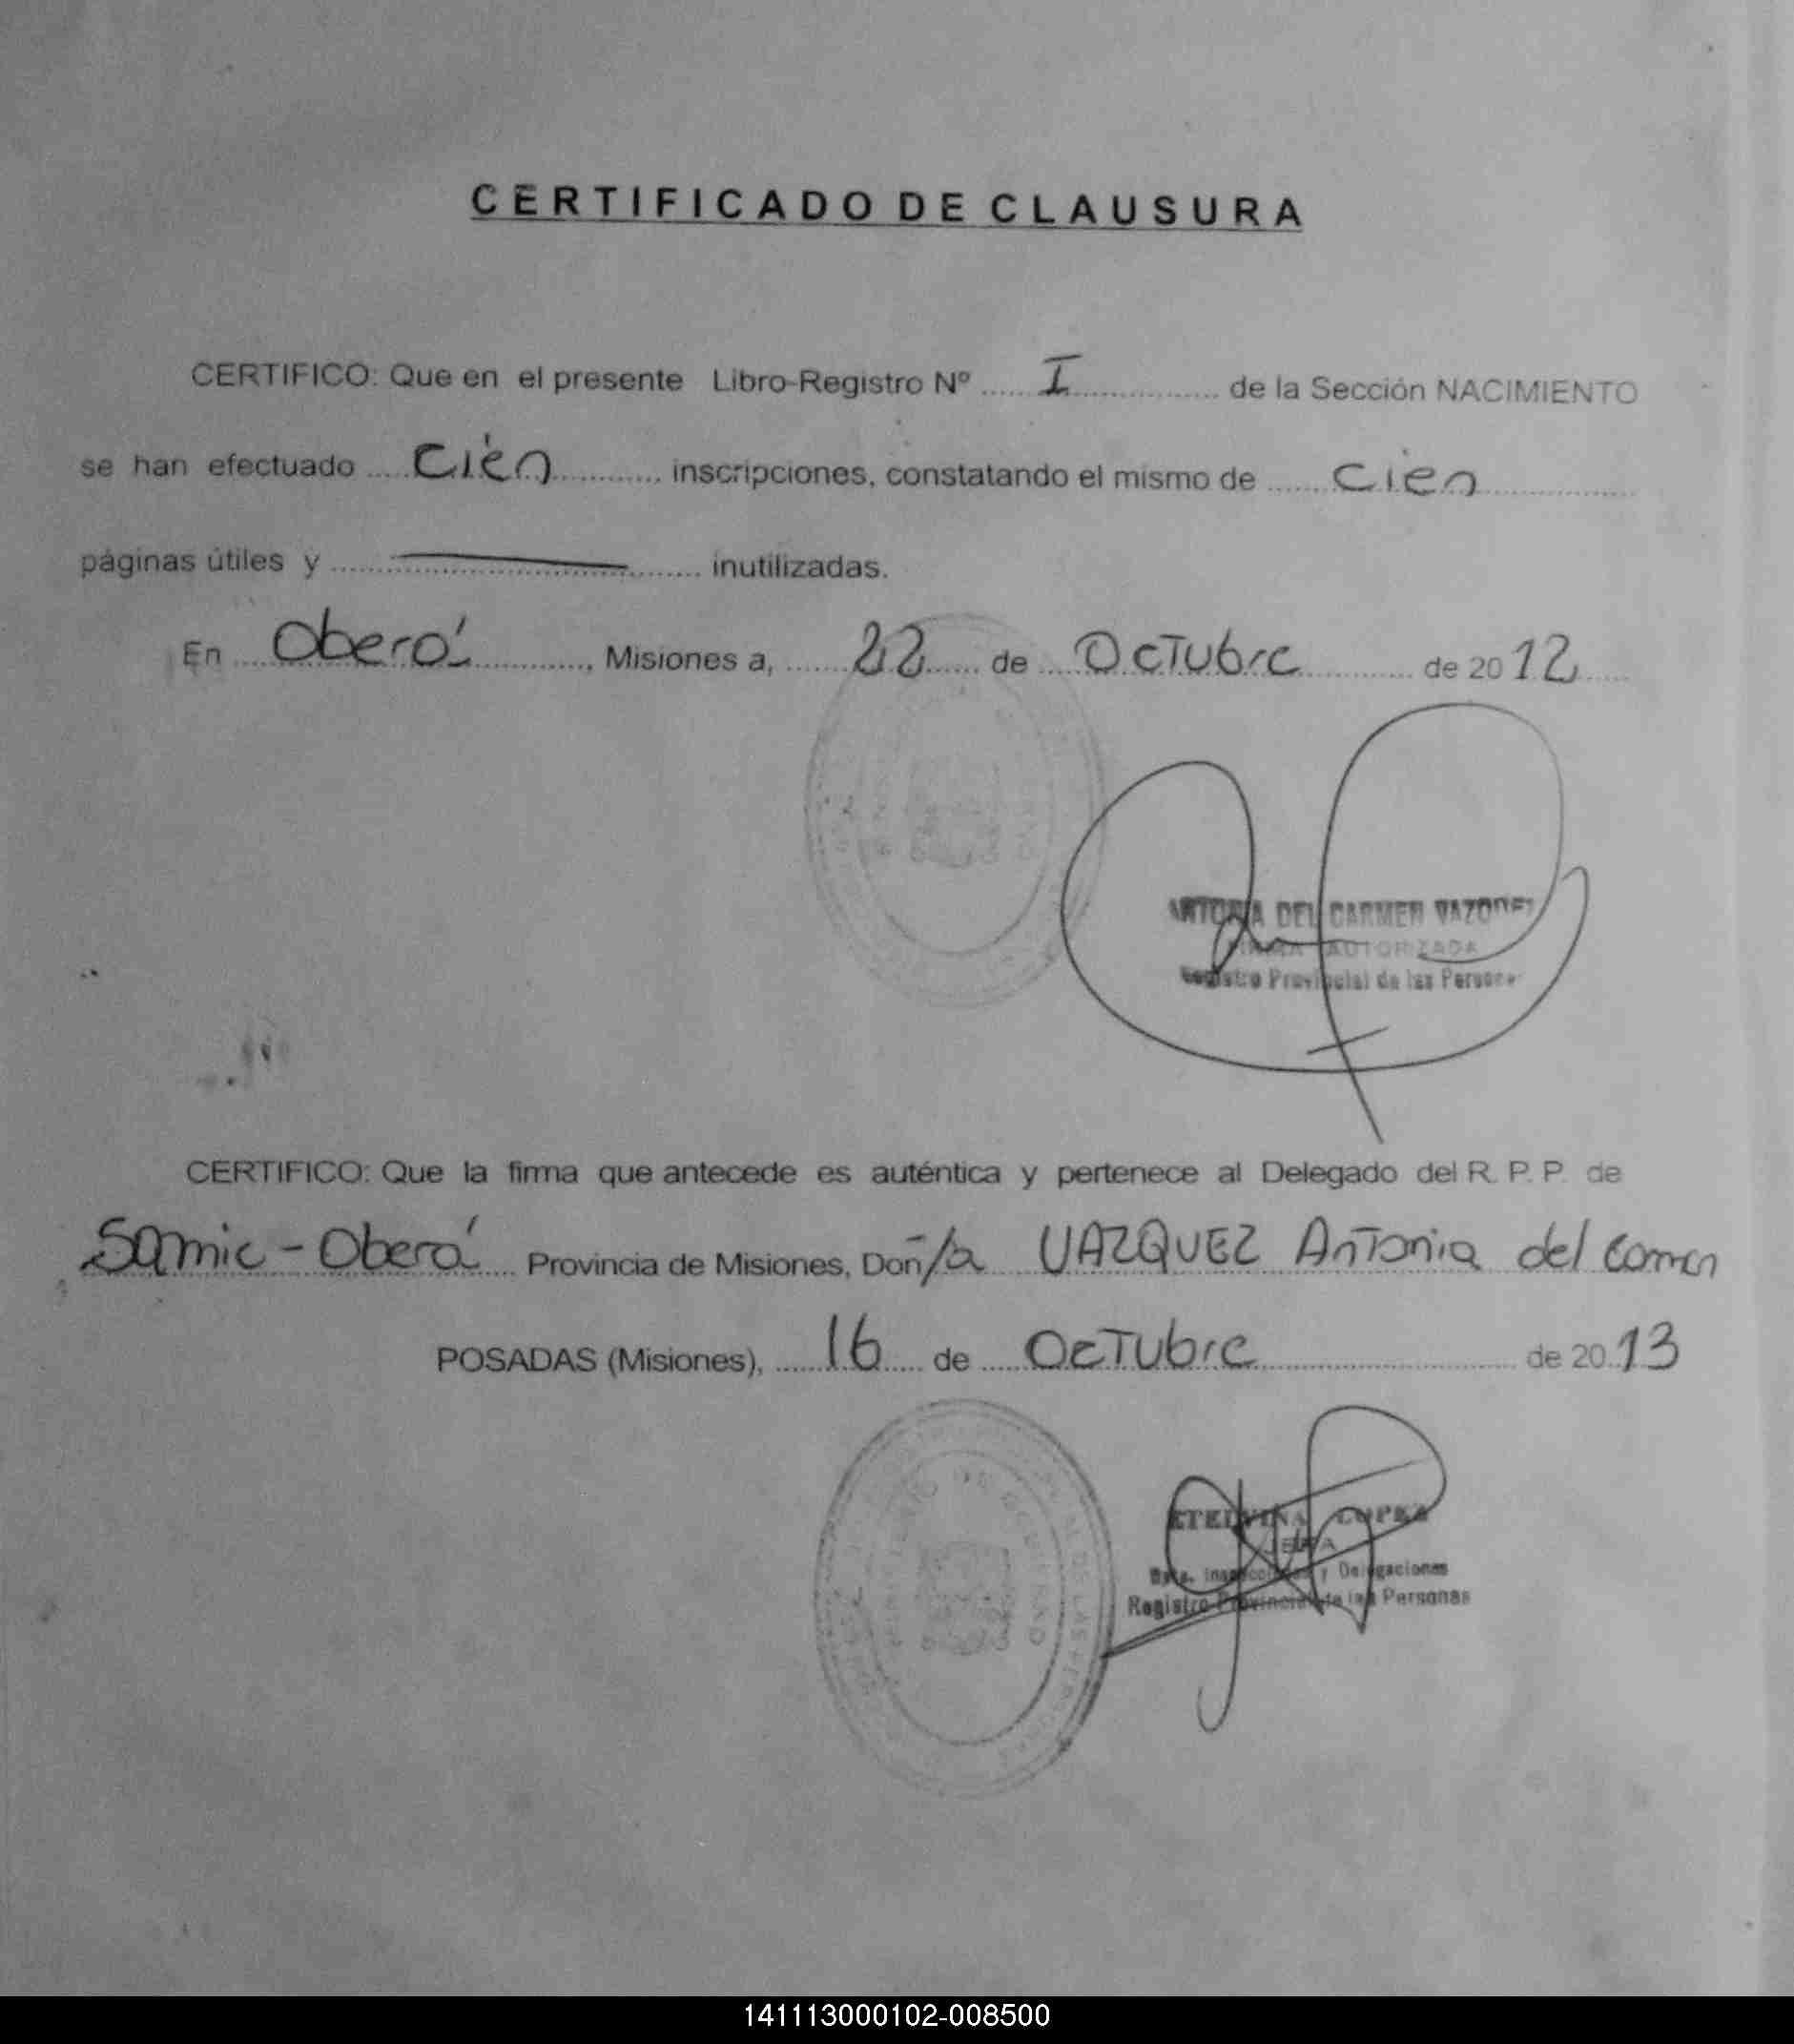 CERTIFICADO DE CLAUSURA
CERTIFICO: Que en el presente Libro-Registro Nº I de la Sección NACIMIENTO
se han efectuado Cién inscripciones, constatando el mismo de Cien
páginas útiles y inutilizadas.
En Oberá, Misiones a, 22 de Octubre de 2012
DEL CARMEN VAZQUEZ
FIRMA AUTORIZADA
Registro Provincial de las Personas
CERTIFICO: Que la firma que antecede es auténtica y pertenece al Delegado del R. P. P. de
Samic - Oberá Provincia de Misiones, Don/a VAZQUEZ Antonia del Carmen
POSADAS (Misiones), 16 de Octubre de 2013
ETELVINA
JEFA
y Delegaciones
Registro Provincial de las Personas
141113000102-008500